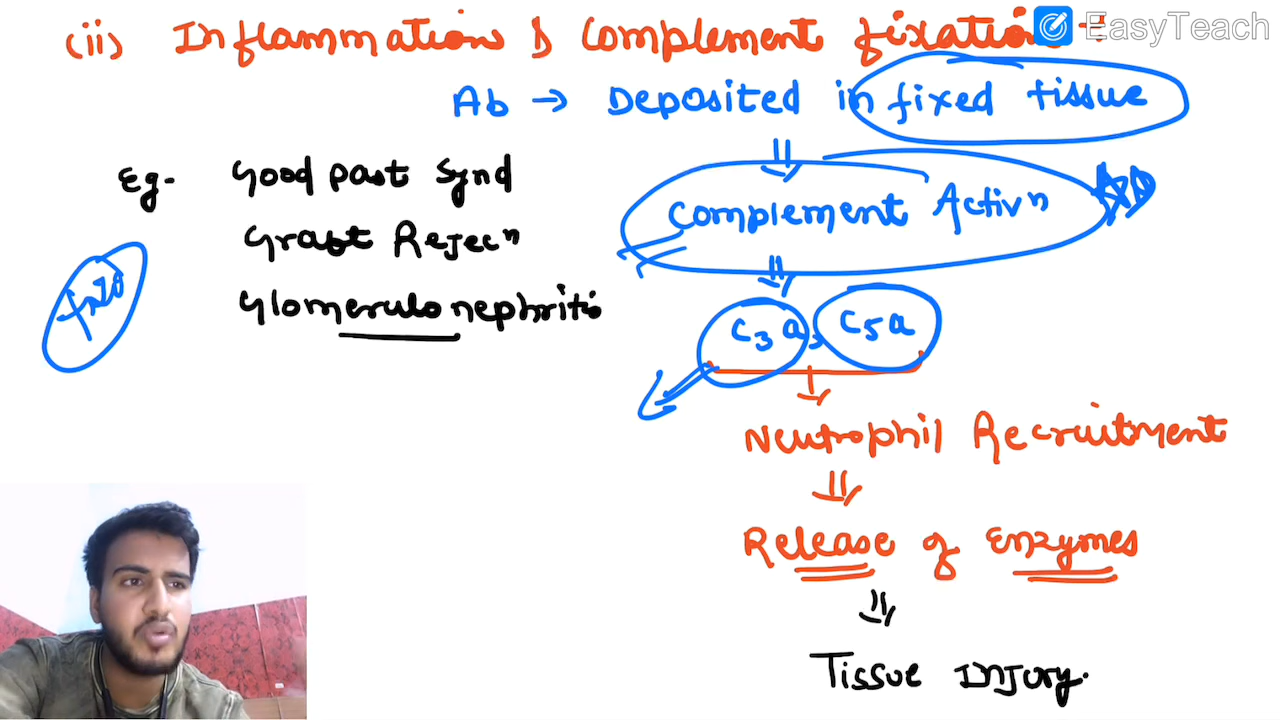 (ii) Inflammation & Complement fixation :
EasyTeach
Ab → Deposited in fixed tissue
Eg- Good past Synd
Complement Activⁿ
Graft Rejecⁿ
Glomerulonephritis
C₃a, C₅a
Neutrophil Recruitment
Release of Enzymes
Tissue Injury.